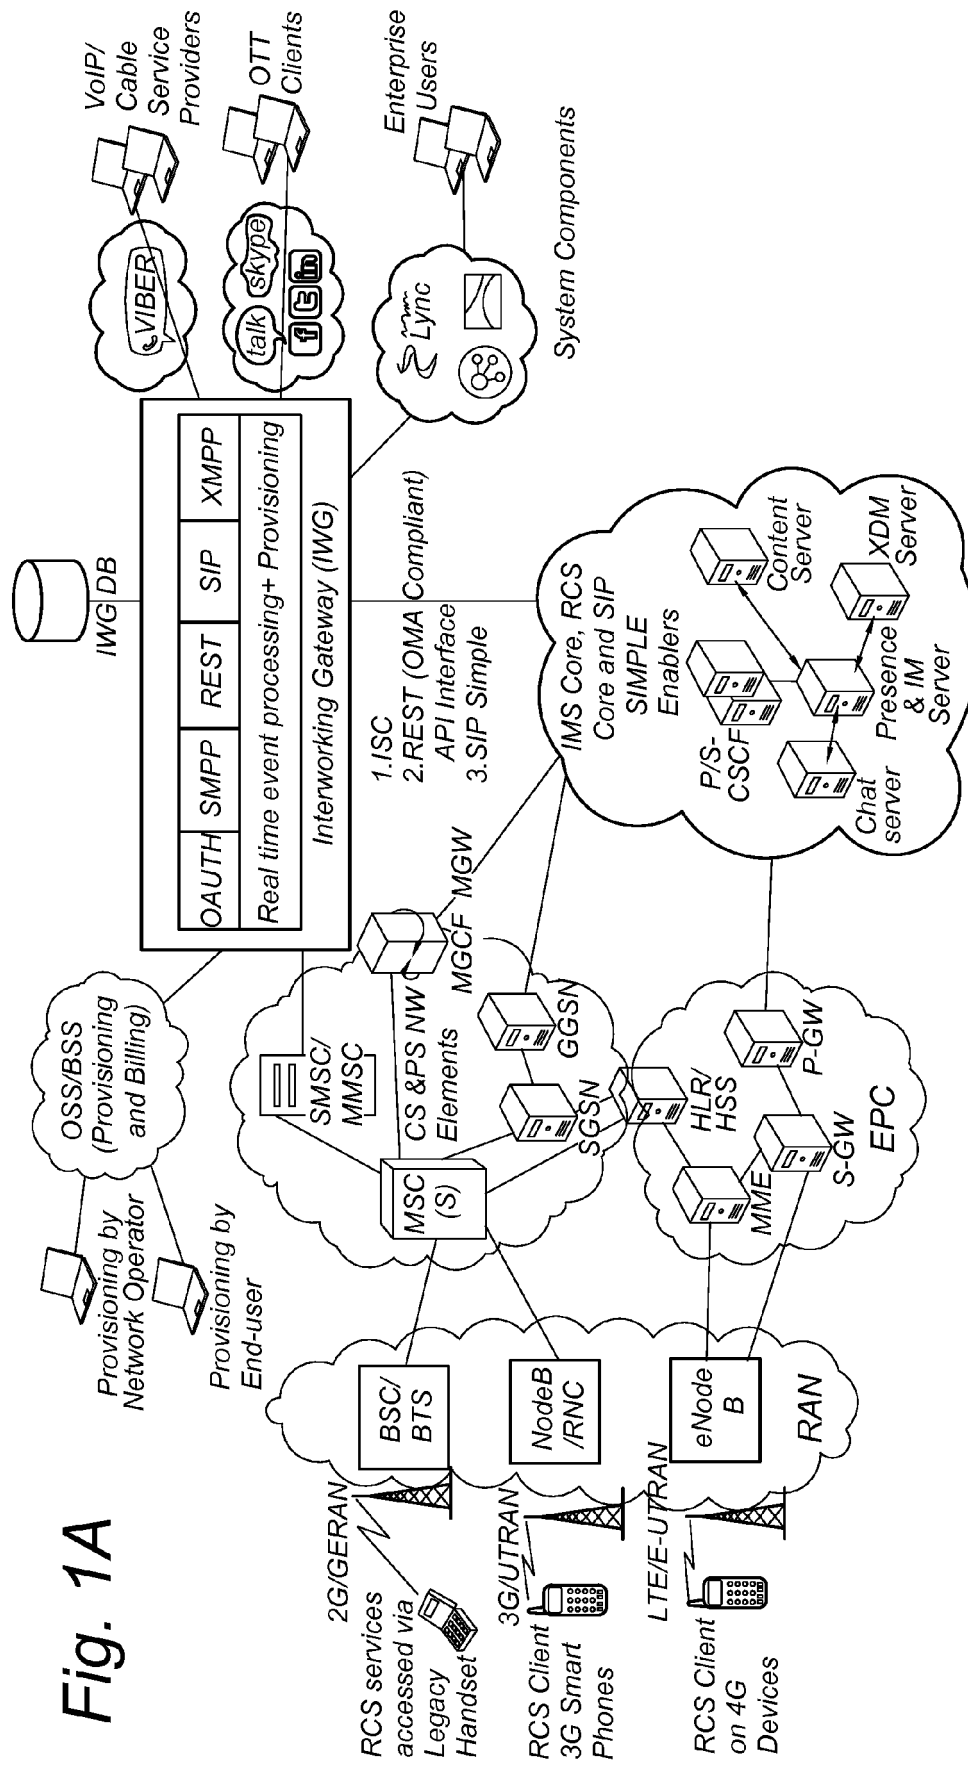 Fig. 1A
Provisioning by
Network Operator
Provisioning by
End-user
OSS/BSS
(Provisioning
and Billing)
IWG DB
OAUTH
SMPP
REST
SIP
XMPP
Real time event processing+ Provisioning
Interworking Gateway (IWG)
VIBER
VoIP/
Cable
Service
Providers
talk
skype
f
t
in
OTT
Clients
Lync
Enterprise
Users
System Components
1.ISC
2.REST (OMA Compliant)
API Interface
3.SIP Simple
2G/GERAN
RCS services
accessed via
Legacy
Handset
3G/UTRAN
RCS Client
3G Smart
Phones
LTE/E-UTRAN
RCS Client
on 4G
Devices
BSC/
BTS
NodeB
/RNC
eNode
B
RAN
SMSC/
MMSC
CS &PS NW
Elements
MSC
(S)
MGCF MGW
GGSN
SGSN
HLR/
HSS
MME
S-GW
P-GW
EPC
IMS Core, RCS
Core and SIP
SIMPLE
Enablers
P/S-
CSCF
Content
Server
XDM
Server
Presence
& IM
Server
Chat
server